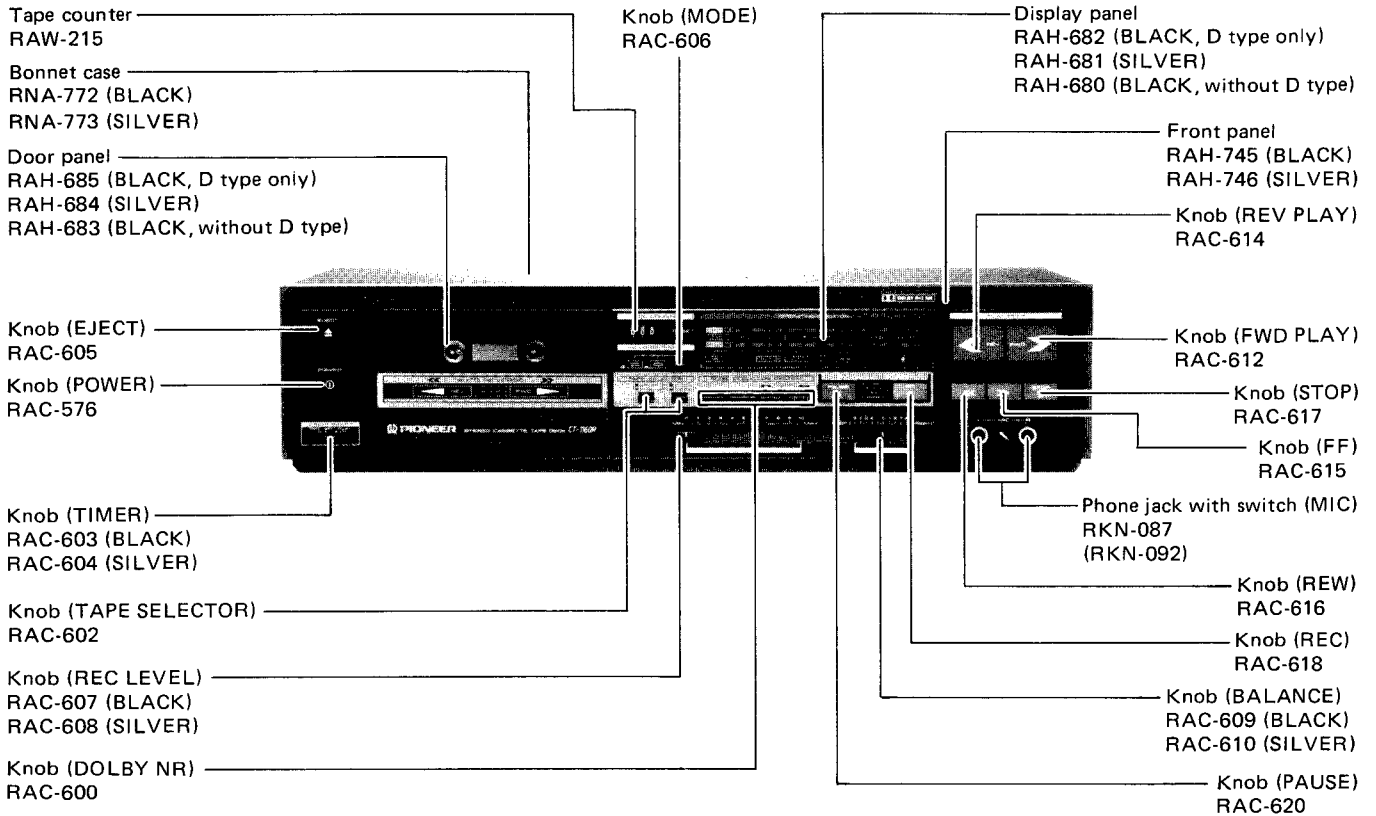 Tape counter
RAW-215
Bonnet case
RNA-772 (BLACK)
RNA-773 (SILVER)
Door panel
RAH-685 (BLACK, D type only)
RAH-684 (SILVER)
RAH-683 (BLACK, without D type)
Knob (EJECT)
RAC-605
Knob (POWER)
RAC-576
Knob (TIMER)
RAC-603 (BLACK)
RAC-604 (SILVER)
Knob (TAPE SELECTOR)
RAC-602
Knob (REC LEVEL)
RAC-607 (BLACK)
RAC-608 (SILVER)
Knob (DOLBY NR)
RAC-600
Knob (MODE)
RAC-606
PIONEER STEREO CASSETTE TAPE DECK
Display panel
RAH-682 (BLACK, D type only)
RAH-681 (SILVER)
RAH-680 (BLACK, without D type)
Front panel
RAH-745 (BLACK)
RAH-746 (SILVER)
Knob (REV PLAY)
RAC-614
Knob (FWD PLAY)
RAC-612
Knob (STOP)
RAC-617
Knob (FF)
RAC-615
Phone jack with switch (MIC)
RKN-087
(RKN-092)
Knob (REW)
RAC-616
Knob (REC)
RAC-618
Knob (BALANCE)
RAC-609 (BLACK)
RAC-610 (SILVER)
Knob (PAUSE)
RAC-620